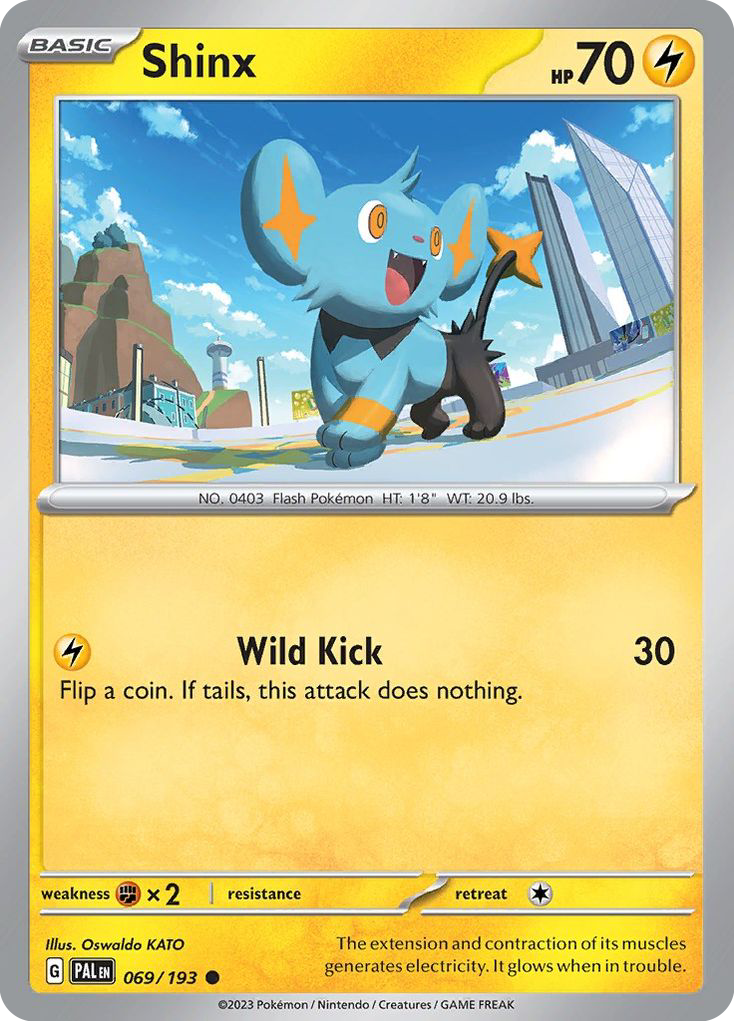 BASIC
Shinx
HP 70
NO. 0403 Flash Pokémon HT: 1'8" WT: 20.9 lbs.
Wild Kick 30
Flip a coin. If tails, this attack does nothing.
weakness ×2 resistance retreat
Illus. Oswaldo KATO
The extension and contraction of its muscles
generates electricity. It glows when in trouble.
G PAL EN 069/193
©2023 Pokémon / Nintendo / Creatures / GAME FREAK